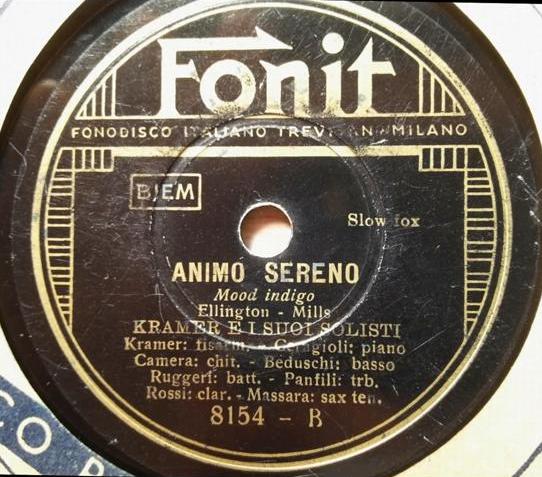 Fonit
FONODISCO ITALIANO TREVISAN MILANO
BIEM
Slow fox
ANIMO SERENO
Mood indigo
Ellington - Mills
KRAMER E I SUOI SOLISTI
Kramer: fisarm. - Ceragioli: piano
Camera: chit. - Beduschi: basso
Ruggeri: batt. - Panfili: trb.
Rossi: clar. - Massara: sax ten.
8154 - B